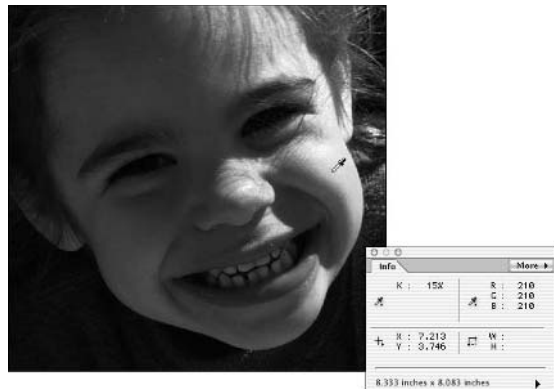 Info More
K : 15% R : 210
G : 210
B : 210
X : 7.213 W :
Y : 3.746 H :
8.333 inches x 8.083 inches